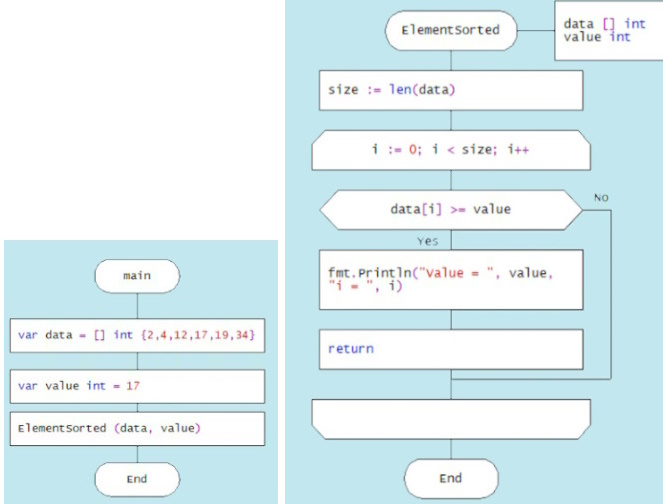 main
var data = [] int {2,4,12,17,19,34}
var value int = 17
ElementSorted (data, value)
End
ElementSorted
data [] int
value int
size := len(data)
i := 0; i < size; i++
data[i] >= value
No
Yes
fmt.Println("Value = ", value,
"i = ", i)
return
End